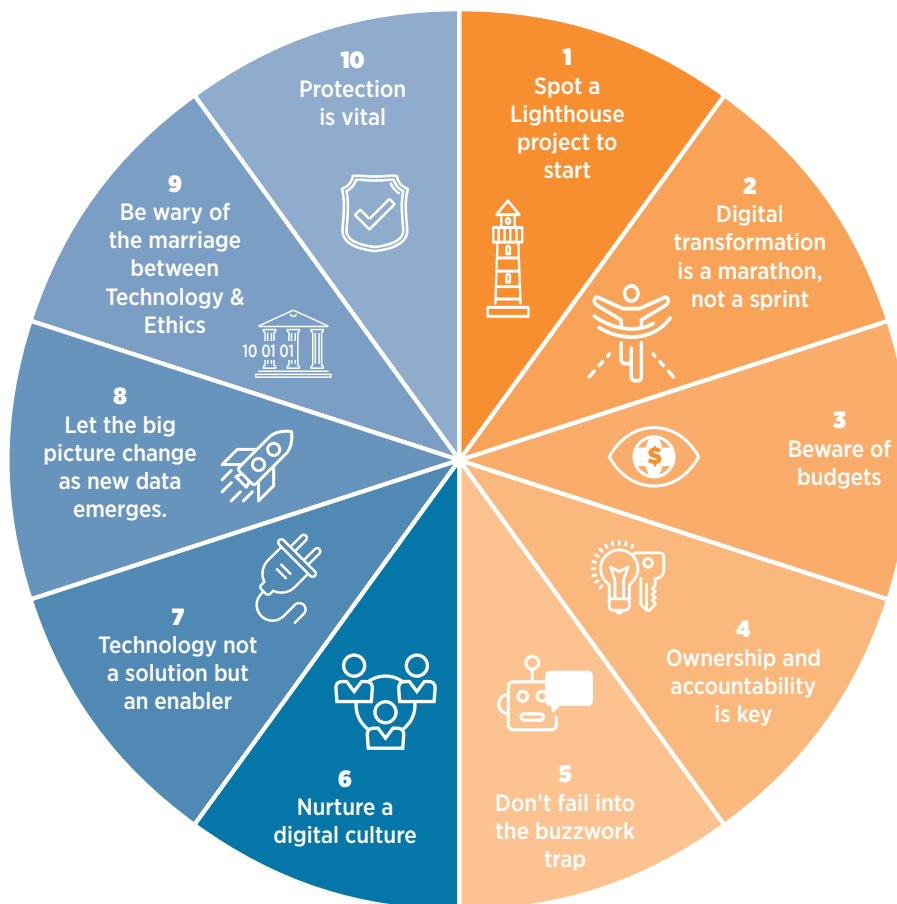 1
Spot a
Lighthouse
project to
start
2
Digital
transformation
is a marathon,
not a sprint
3
Beware of
budgets
$
4
Ownership and
accountability
is key
5
Don't fail into
the buzzwork
trap
6
Nurture a
digital culture
7
Technology not
a solution but
an enabler
8
Let the big
picture change
as new data
emerges.
9
Be wary of
the marriage
between
Technology &
Ethics
10 01 01
10
Protection
is vital